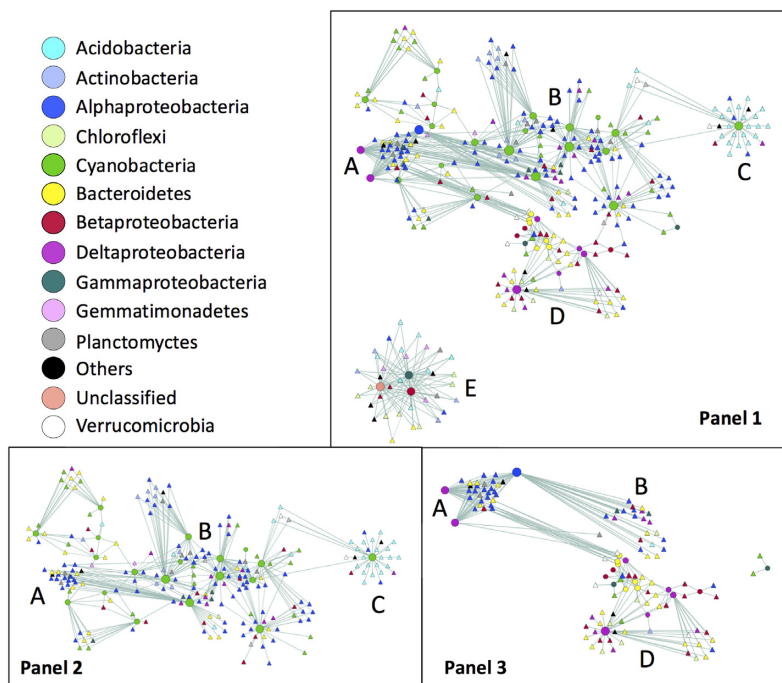 Acidobacteria
Actinobacteria
Alphaproteobacteria
Chloroflexi
Cyanobacteria
Bacteroidetes
Betaproteobacteria
Deltaproteobacteria
Gammaproteobacteria
Gemmatimonadetes
Planctomyctes
Others
Unclassified
Verrucomicrobia
B
A
C
D
E
Panel 1
B
A
C
Panel 2
B
A
D
Panel 3